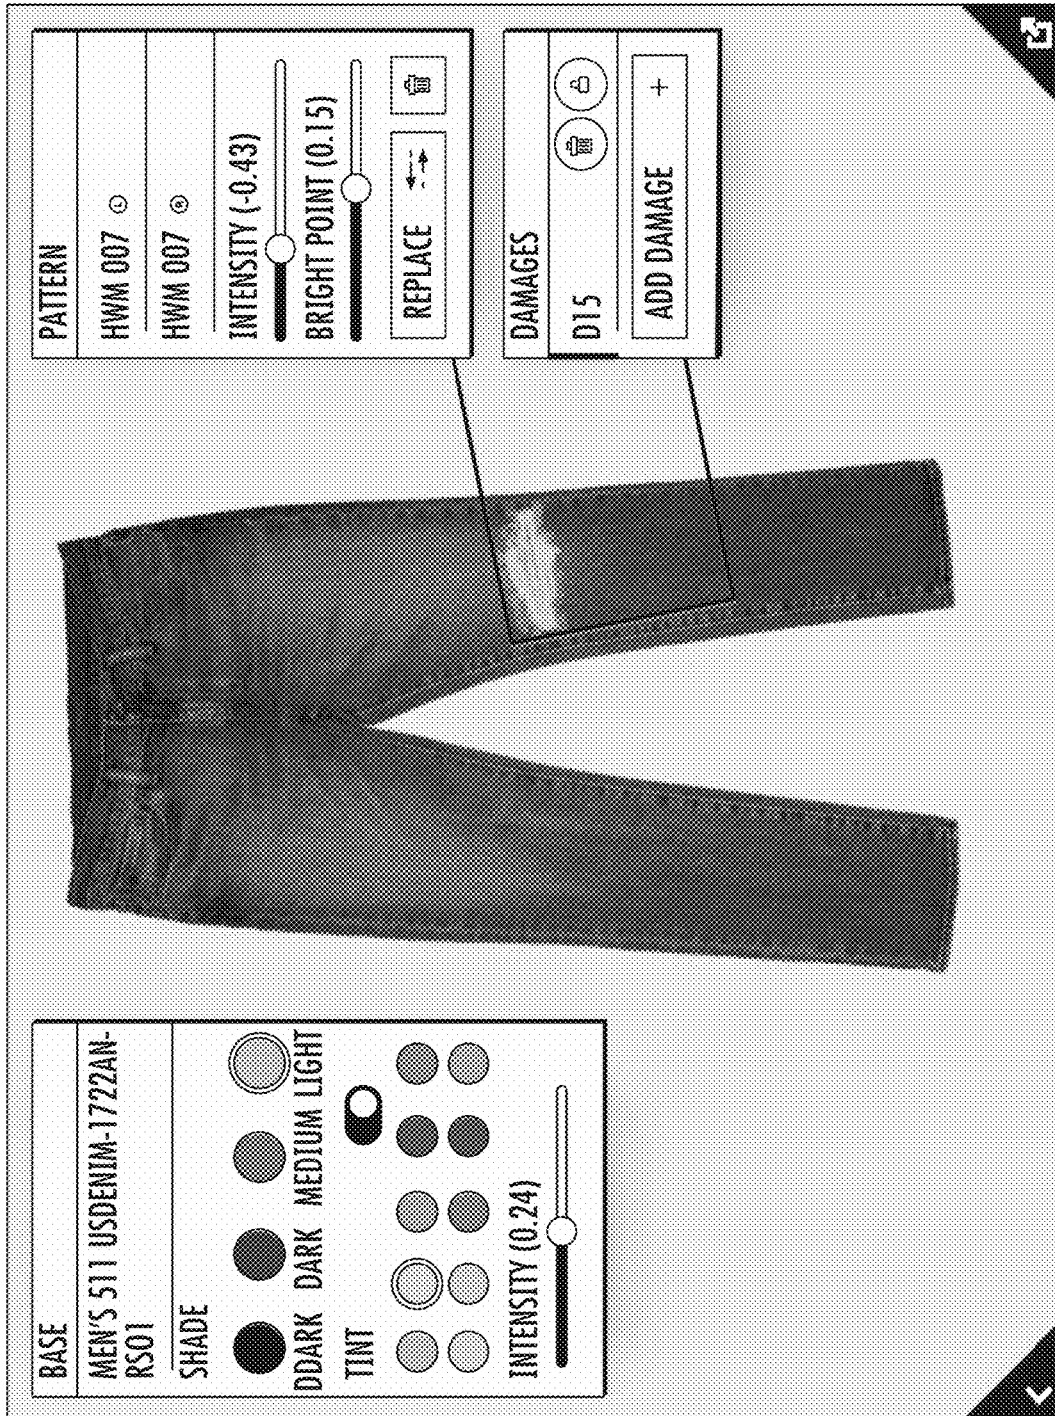 BASE
MEN'S 511 USDENIM-1722AN-
RS01
SHADE
DDARK DARK MEDIUM LIGHT
TINT
INTENSITY (0.24)
PATTERN
HWM 007 L
HWM 007 R
INTENSITY (-0.43)
BRIGHT POINT (0.15)
REPLACE
DAMAGES
D15
ADD DAMAGE +